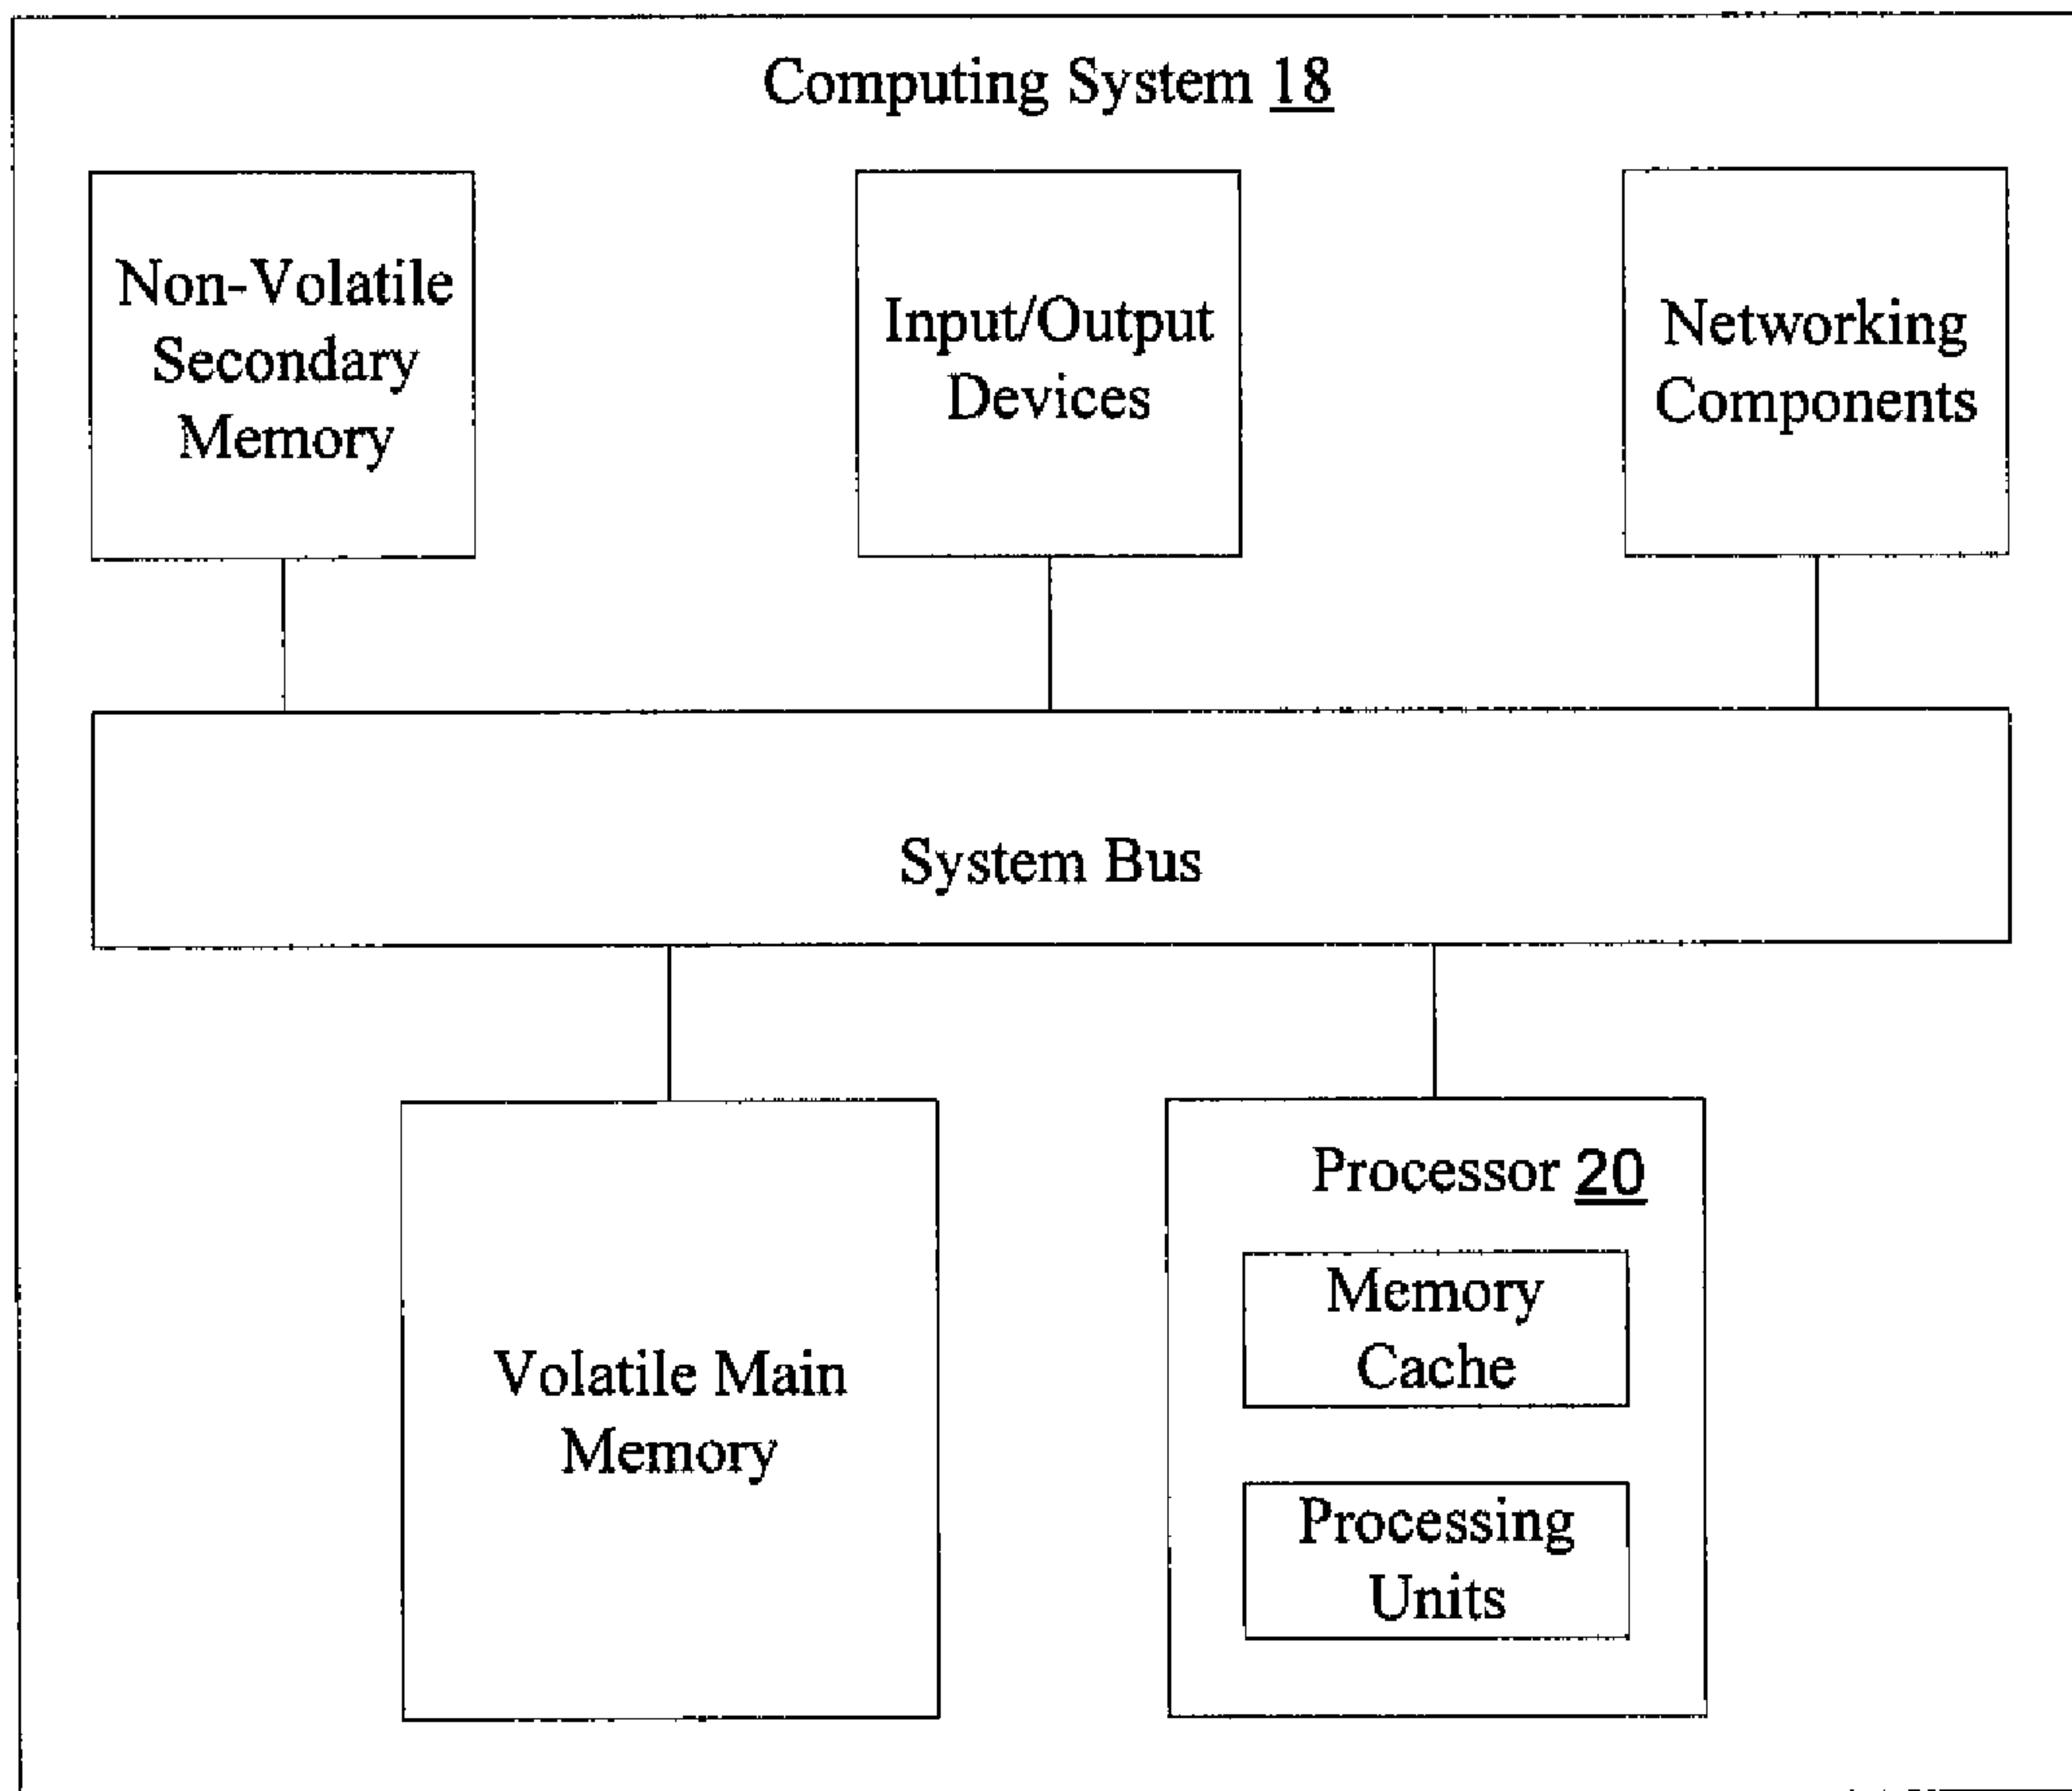 Computing System 18
Non-Volatile
Secondary
Memory
Input/Output
Devices
Networking
Components
System Bus
Volatile Main
Memory
Processor 20
Memory
Cache
Processing
Units